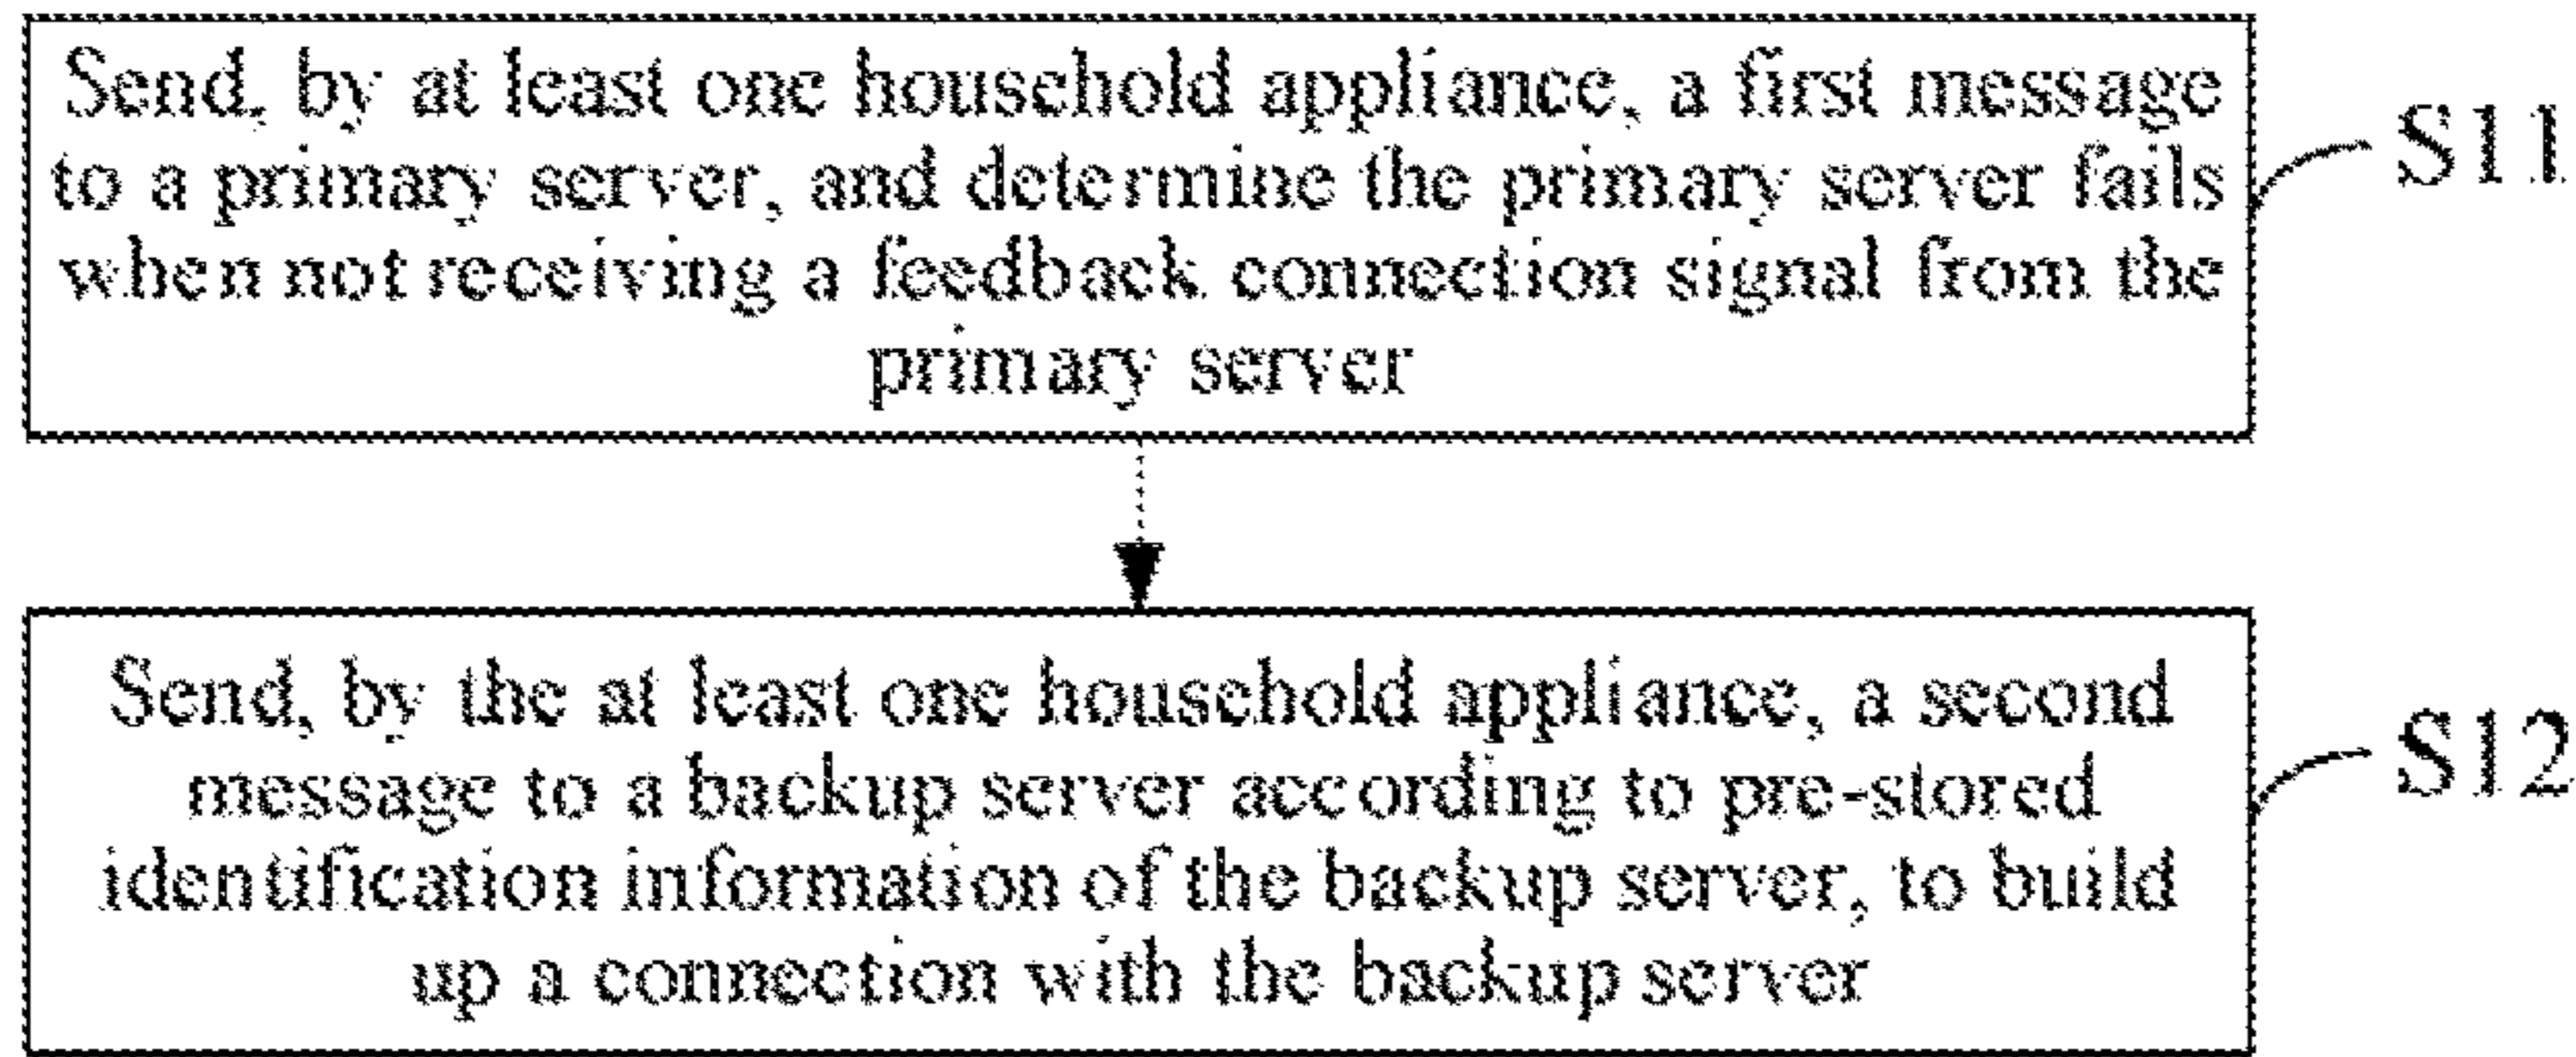 Send, by at least one household appliance, a first message
to a primary server, and determine the primary server fails
when not receiving a feedback connection signal from the
primary server
S11
Send, by the at least one household appliance, a second
message to a backup server according to pre-stored
identification information of the backup server, to build
up a connection with the backup server
S12